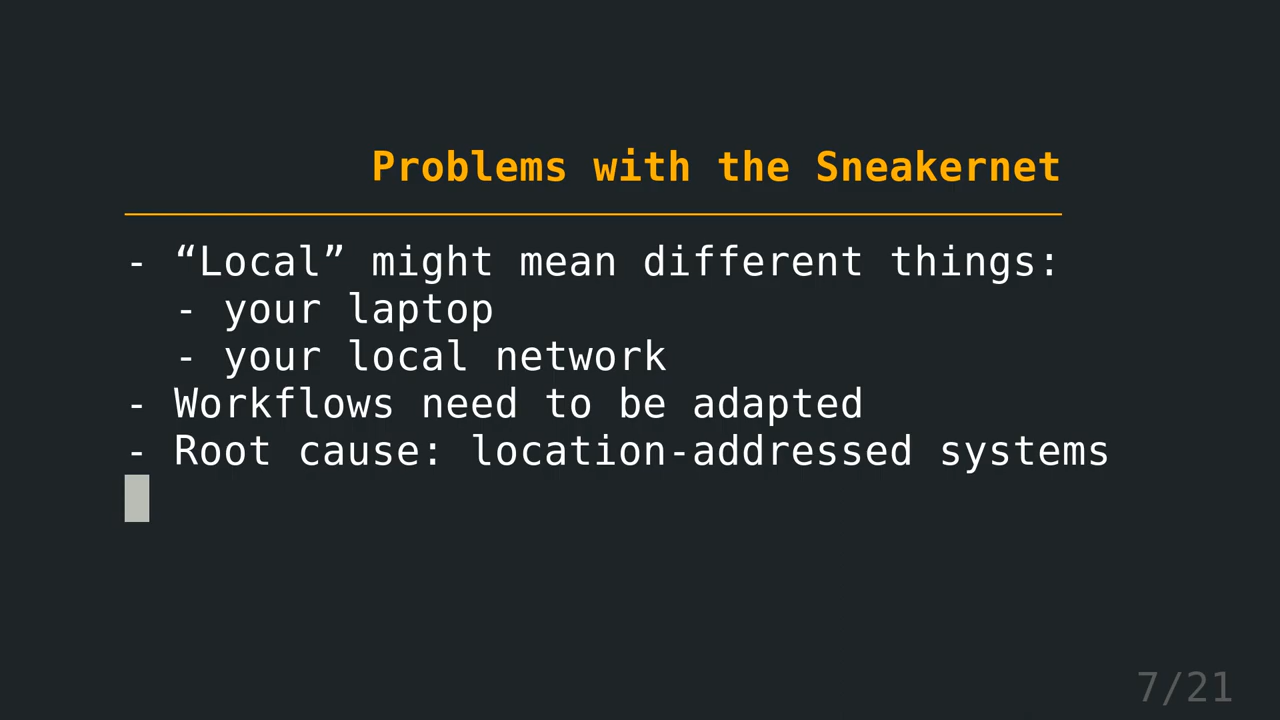 Problems with the Sneakernet
- “Local” might mean different things:
  - your laptop
  - your local network
- Workflows need to be adapted
- Root cause: location-addressed systems
7/21